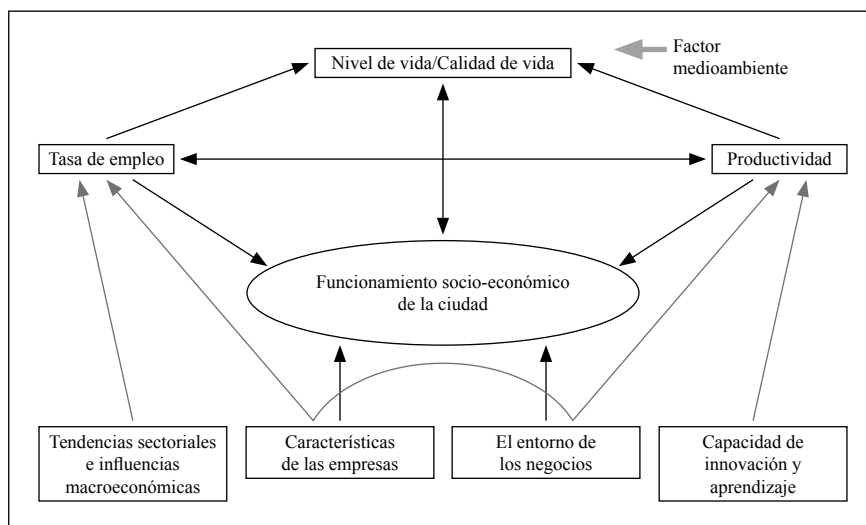 Nivel de vida/Calidad de vida
Factor
medioambiente
Tasa de empleo
Productividad
Funcionamiento socio-económico
de la ciudad
Tendencias sectoriales
e influencias
macroeconómicas
Características
de las empresas
El entorno de
los negocios
Capacidad de
innovación y
aprendizaje